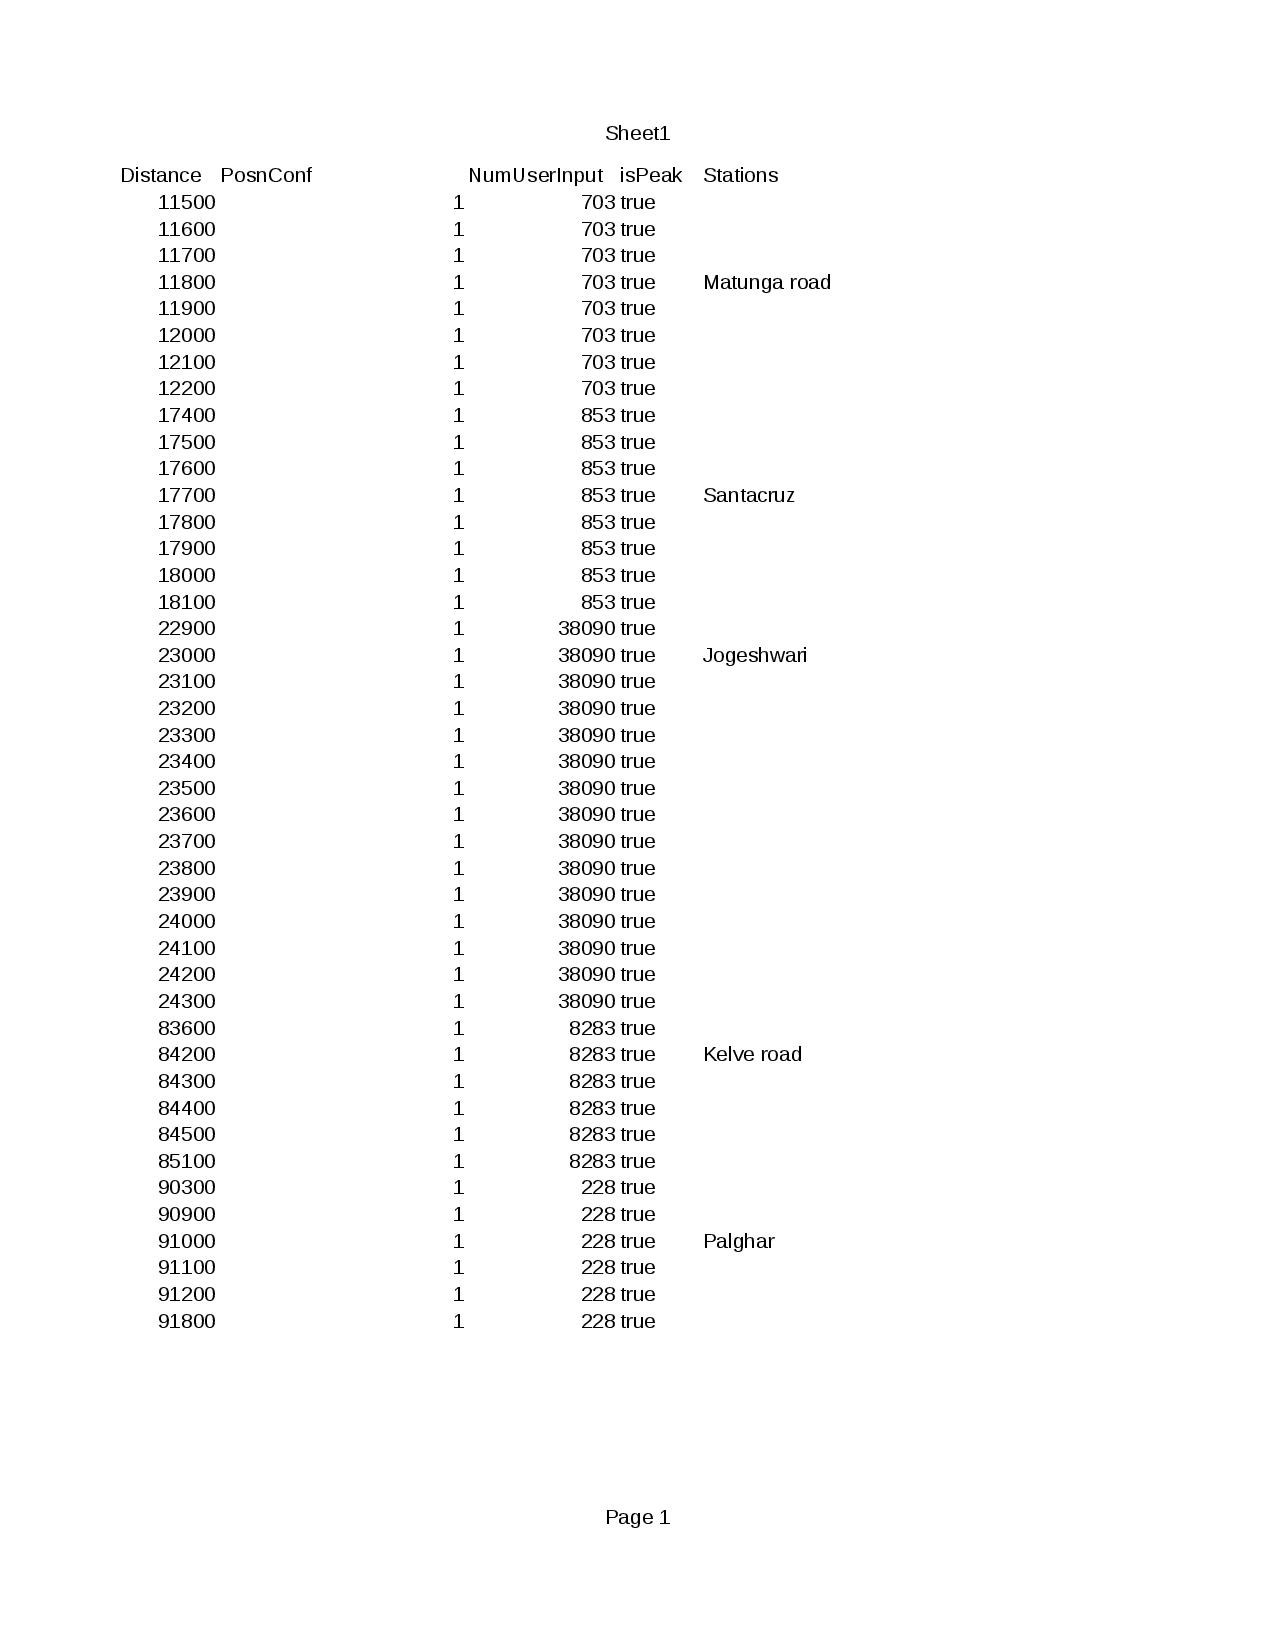 Sheet1
Distance PosnConf NumUserInput isPeak Stations
11500 1 703 true
11600 1 703 true
11700 1 703 true
11800 1 703 true Matunga road
11900 1 703 true
12000 1 703 true
12100 1 703 true
12200 1 703 true
17400 1 853 true
17500 1 853 true
17600 1 853 true
17700 1 853 true Santacruz
17800 1 853 true
17900 1 853 true
18000 1 853 true
18100 1 853 true
22900 1 38090 true
23000 1 38090 true Jogeshwari
23100 1 38090 true
23200 1 38090 true
23300 1 38090 true
23400 1 38090 true
23500 1 38090 true
23600 1 38090 true
23700 1 38090 true
23800 1 38090 true
23900 1 38090 true
24000 1 38090 true
24100 1 38090 true
24200 1 38090 true
24300 1 38090 true
83600 1 8283 true
84200 1 8283 true Kelve road
84300 1 8283 true
84400 1 8283 true
84500 1 8283 true
85100 1 8283 true
90300 1 228 true
90900 1 228 true
91000 1 228 true Palghar
91100 1 228 true
91200 1 228 true
91800 1 228 true
Page 1